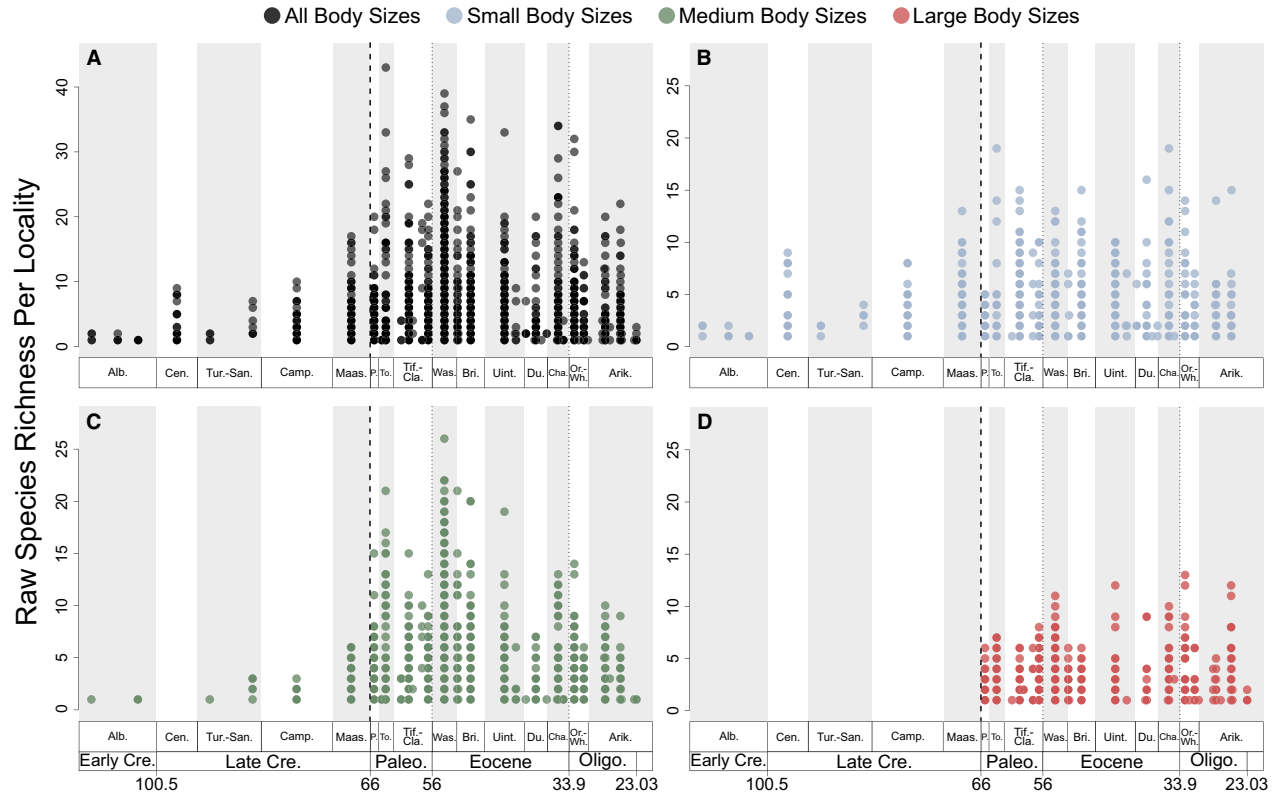 All Body Sizes Small Body Sizes Medium Body Sizes Large Body Sizes
Raw Species Richness Per Locality
A
40
30
20
10
0
Alb. Cen. Tur.-San. Camp. Maas. P. To. Tif.- Was. Bri. Uint. Du. Cha. Or.- Arik.
Cla. Wh.
B
25
20
15
10
5
0
Alb. Cen. Tur.-San. Camp. Maas. P. To. Tif.- Was. Bri. Uint. Du. Cha. Or.- Arik.
Cla. Wh.
C
25
20
15
10
5
0
Alb. Cen. Tur.-San. Camp. Maas. P. To. Tif.- Was. Bri. Uint. Du. Cha. Or.- Arik.
Cla. Wh.
Early Cre. Late Cre. Paleo. Eocene Oligo.
100.5 66 56 33.9 23.03
D
25
20
15
10
5
0
Alb. Cen. Tur.-San. Camp. Maas. P. To. Tif.- Was. Bri. Uint. Du. Cha. Or.- Arik.
Cla. Wh.
Early Cre. Late Cre. Paleo. Eocene Oligo.
100.5 66 56 33.9 23.03